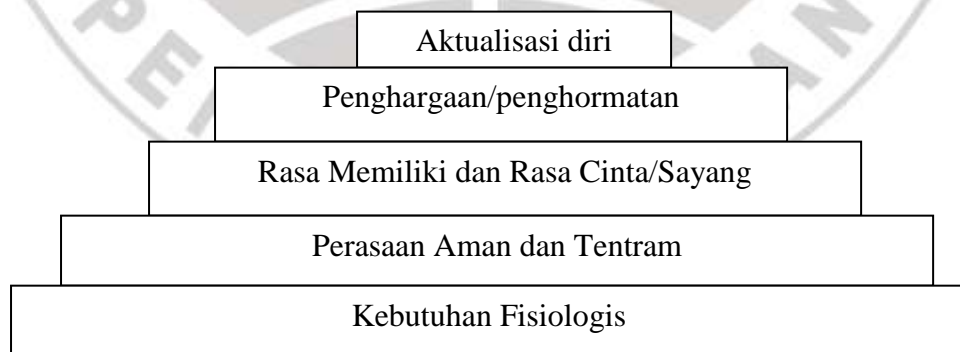 Aktualisasi diri
Penghargaan/penghormatan
Rasa Memiliki dan Rasa Cinta/Sayang
Perasaan Aman dan Tentram
Kebutuhan Fisiologis